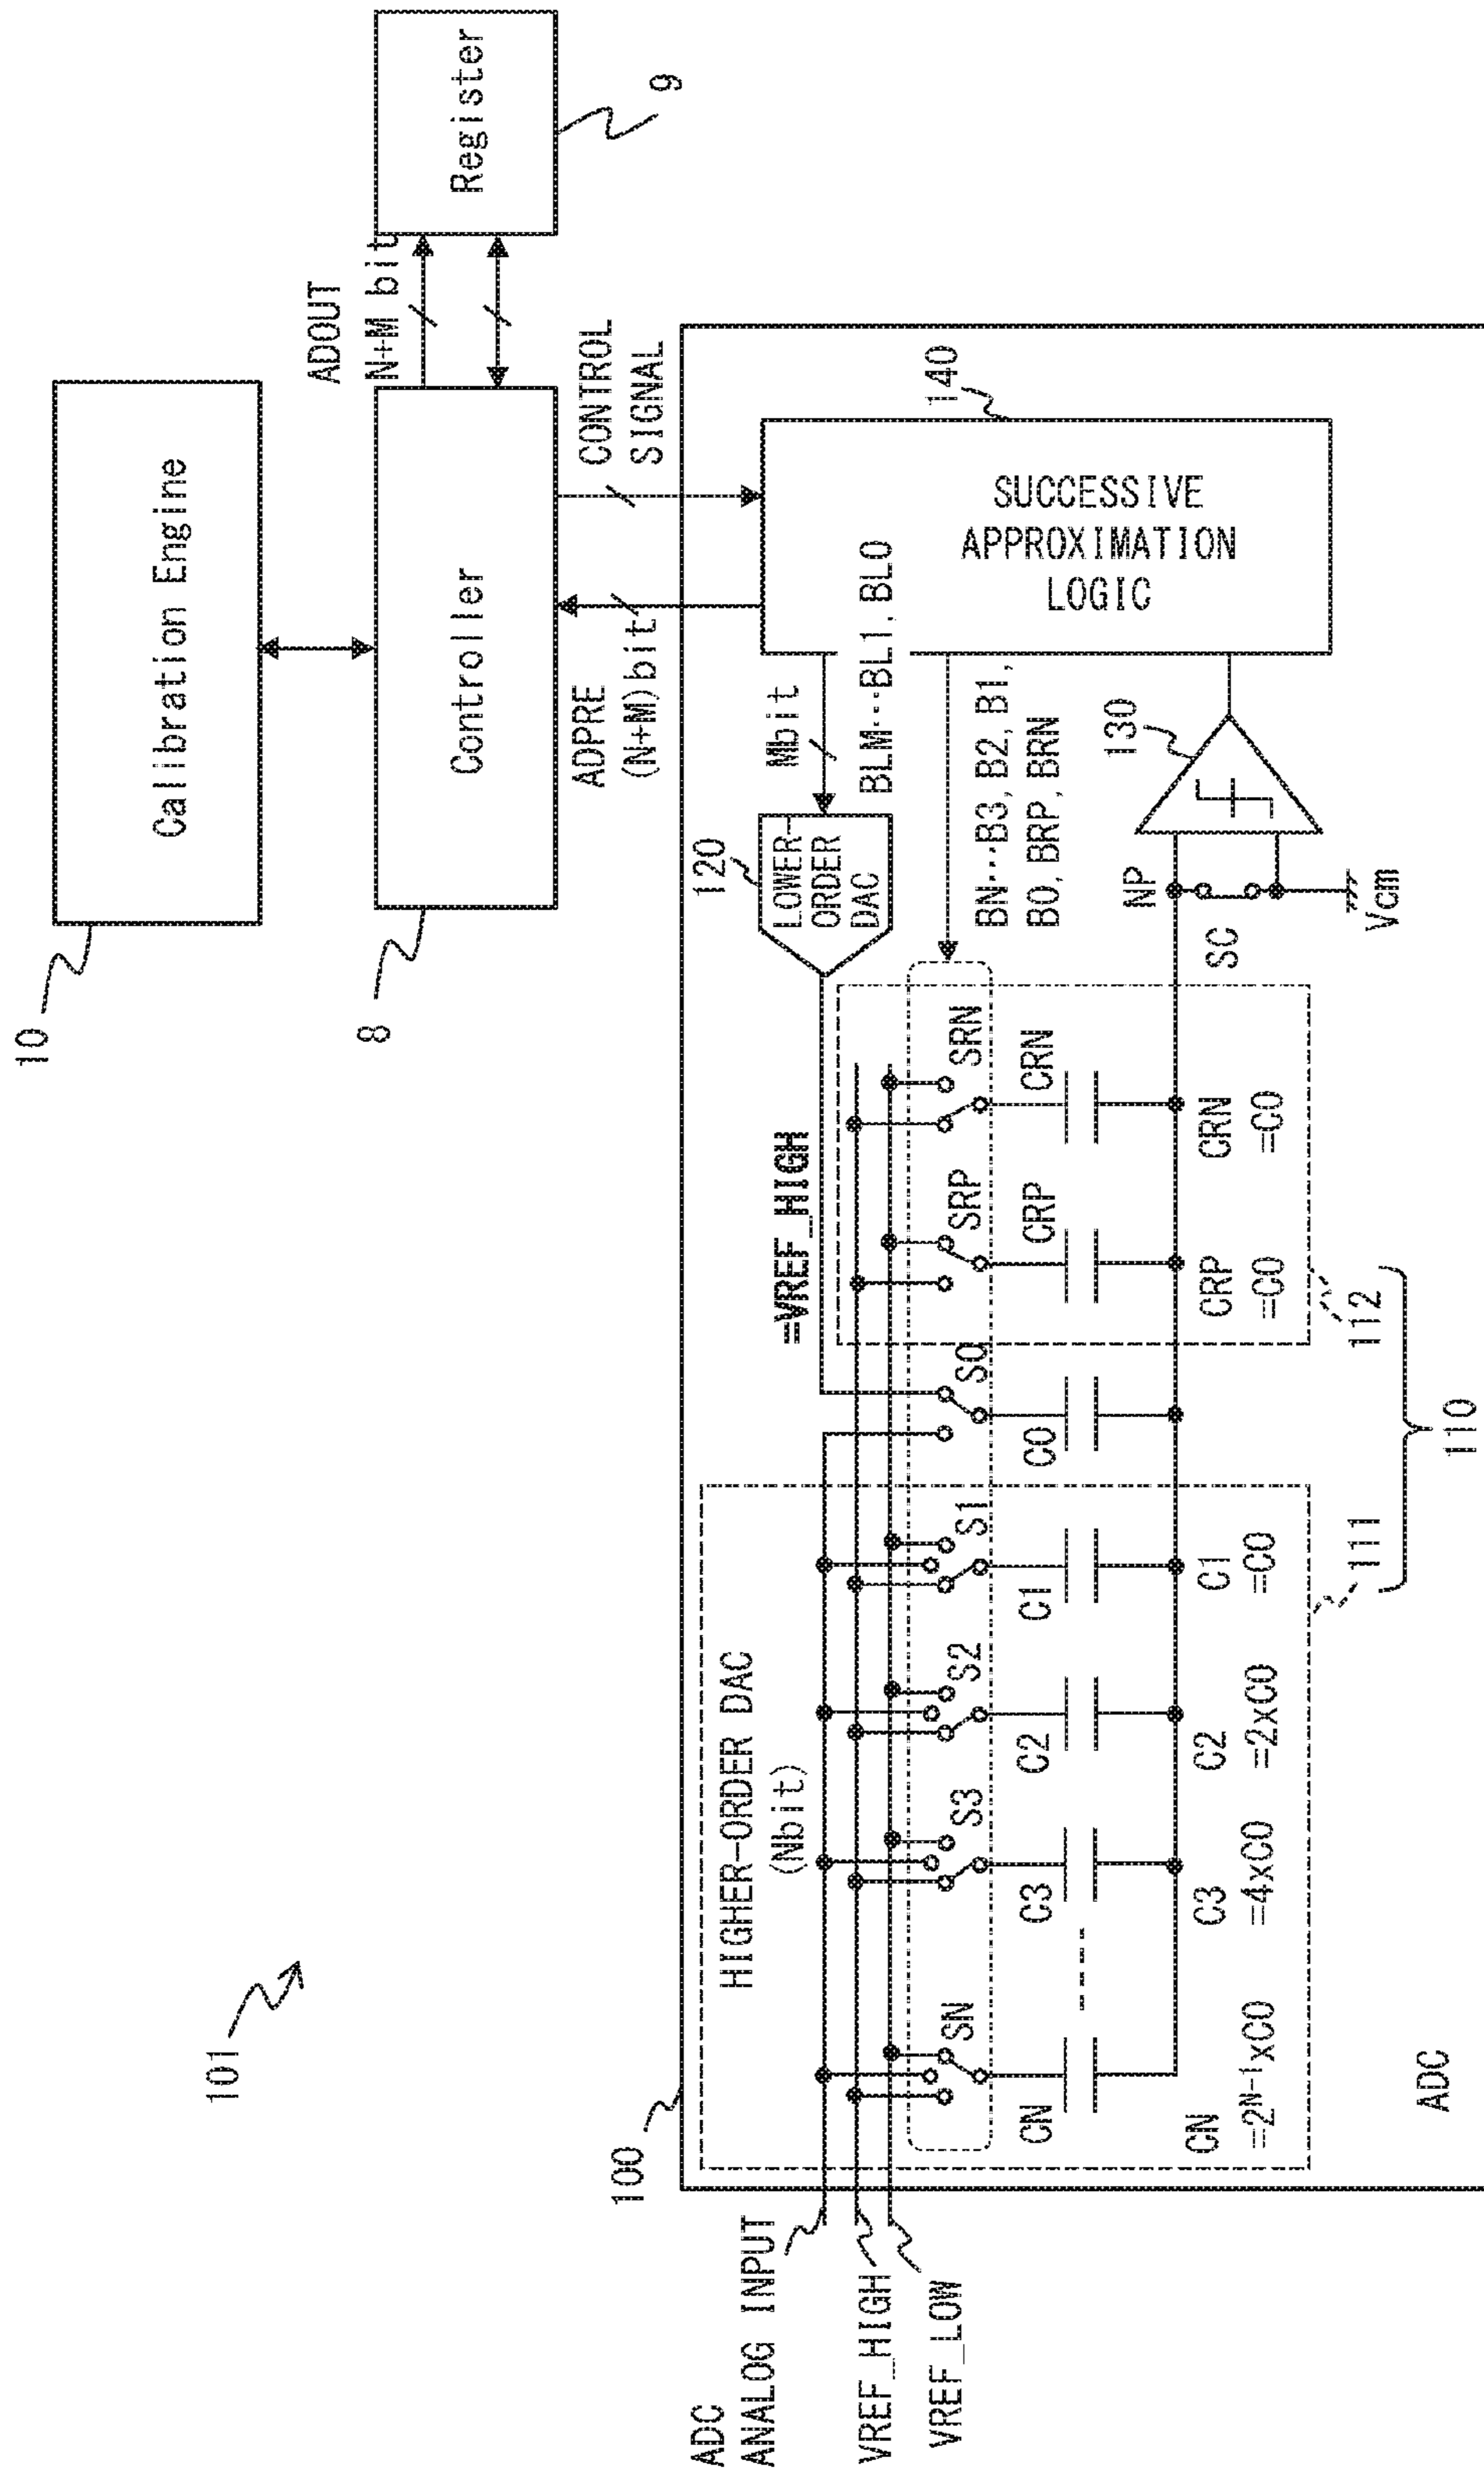 101
10
Calibration Engine
8
Controller
ADOUT
N+M bit
Register
9
ADPRE
(N+M)bit
CONTROL
SIGNAL
100
ADC
ANALOG INPUT
VREF_HIGH
VREF_LOW
HIGHER-ORDER DAC
(Nbit)
=VREF_HIGH
120
LOWER-
ORDER
DAC
Mbit
BLM···BL1, BL0
140
SUCCESSIVE
APPROXIMATION
LOGIC
BN···B3, B2, B1,
B0, BRP, BRN
SN
S3
S2
S1
S0
SRP
SRN
CN
C3
C2
C1
C0
CRP
CRN
NP
130
SC
Vcm
CN
=2N-1xC0
C3
=4xC0
C2
=2xC0
C1
=C0
CRP
=C0
CRN
=C0
111
112
110
ADC